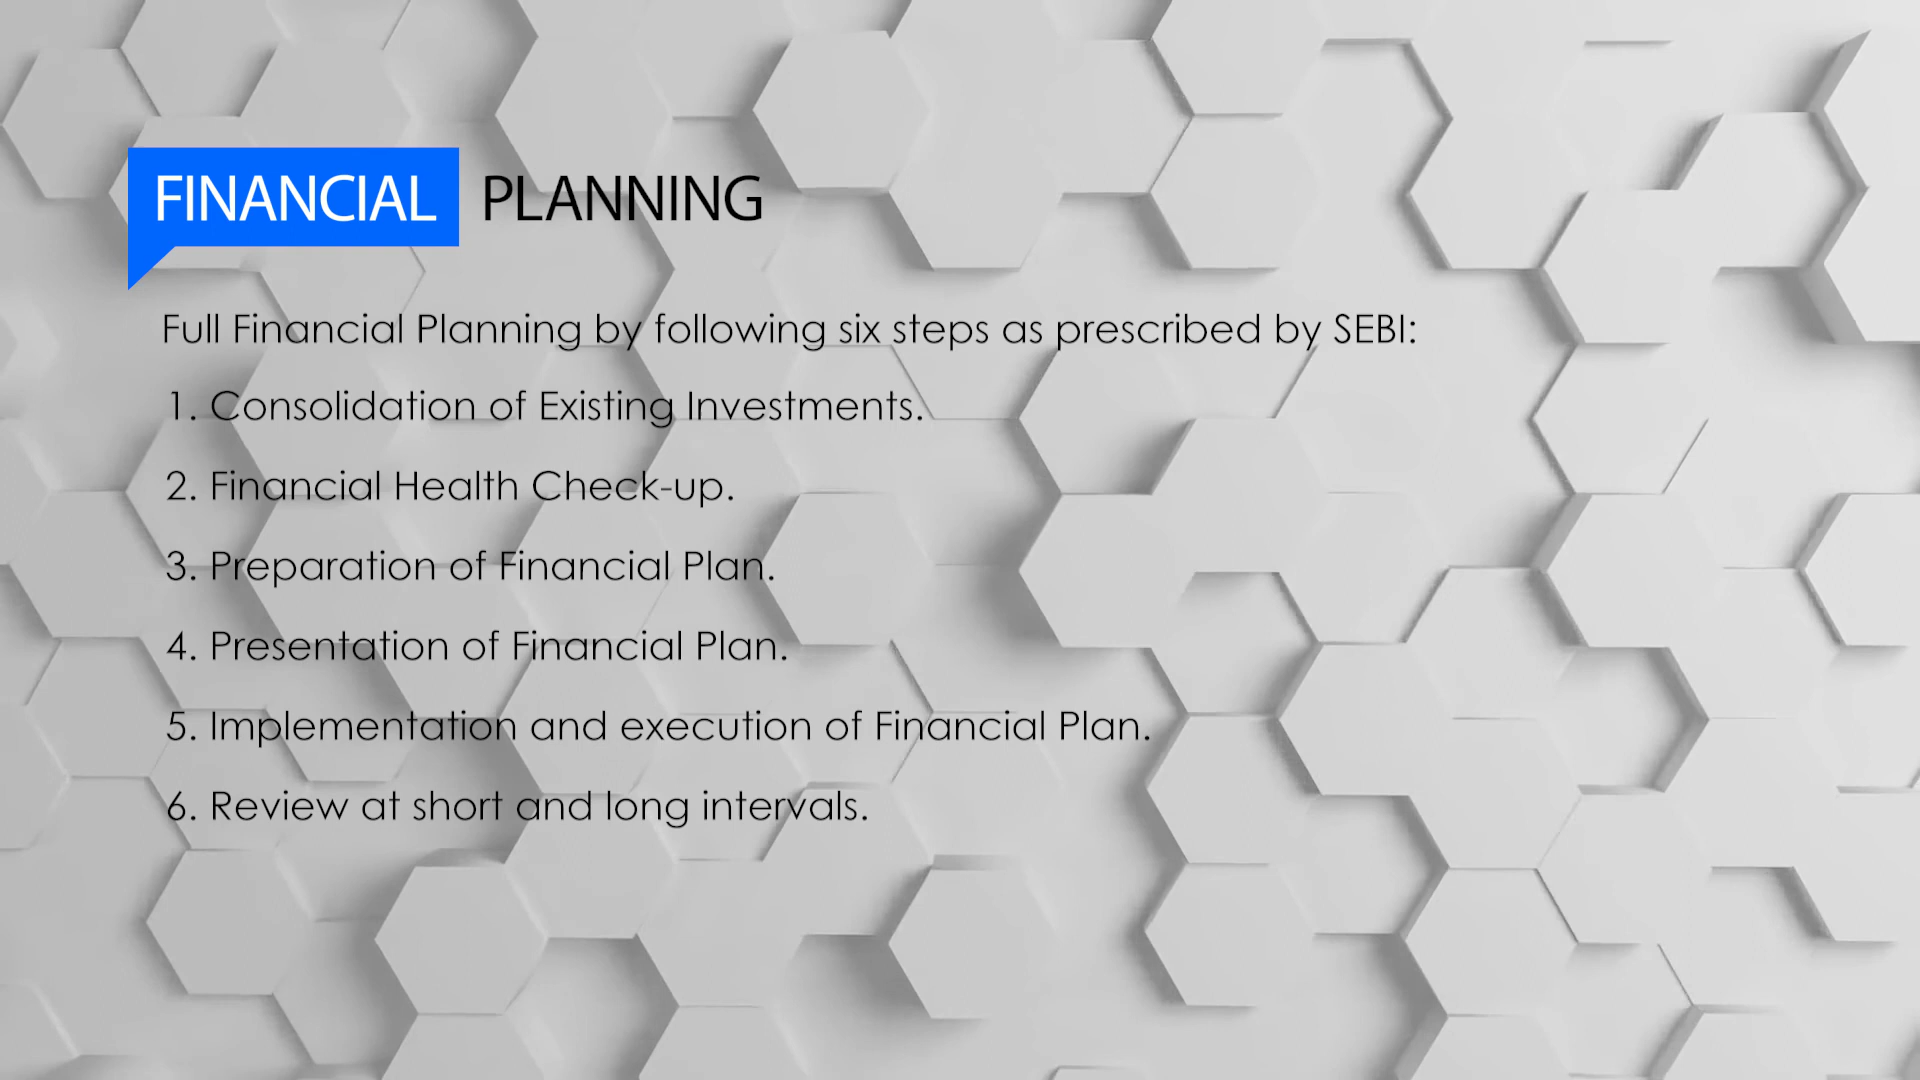 FINANCIAL PLANNING
Full Financial Planning by following six steps as prescribed by SEBI:
1. Consolidation of Existing Investments.
2. Financial Health Check-up.
3. Preparation of Financial Plan.
4. Presentation of Financial Plan.
5. Implementation and execution of Financial Plan.
6. Review at short and long intervals.